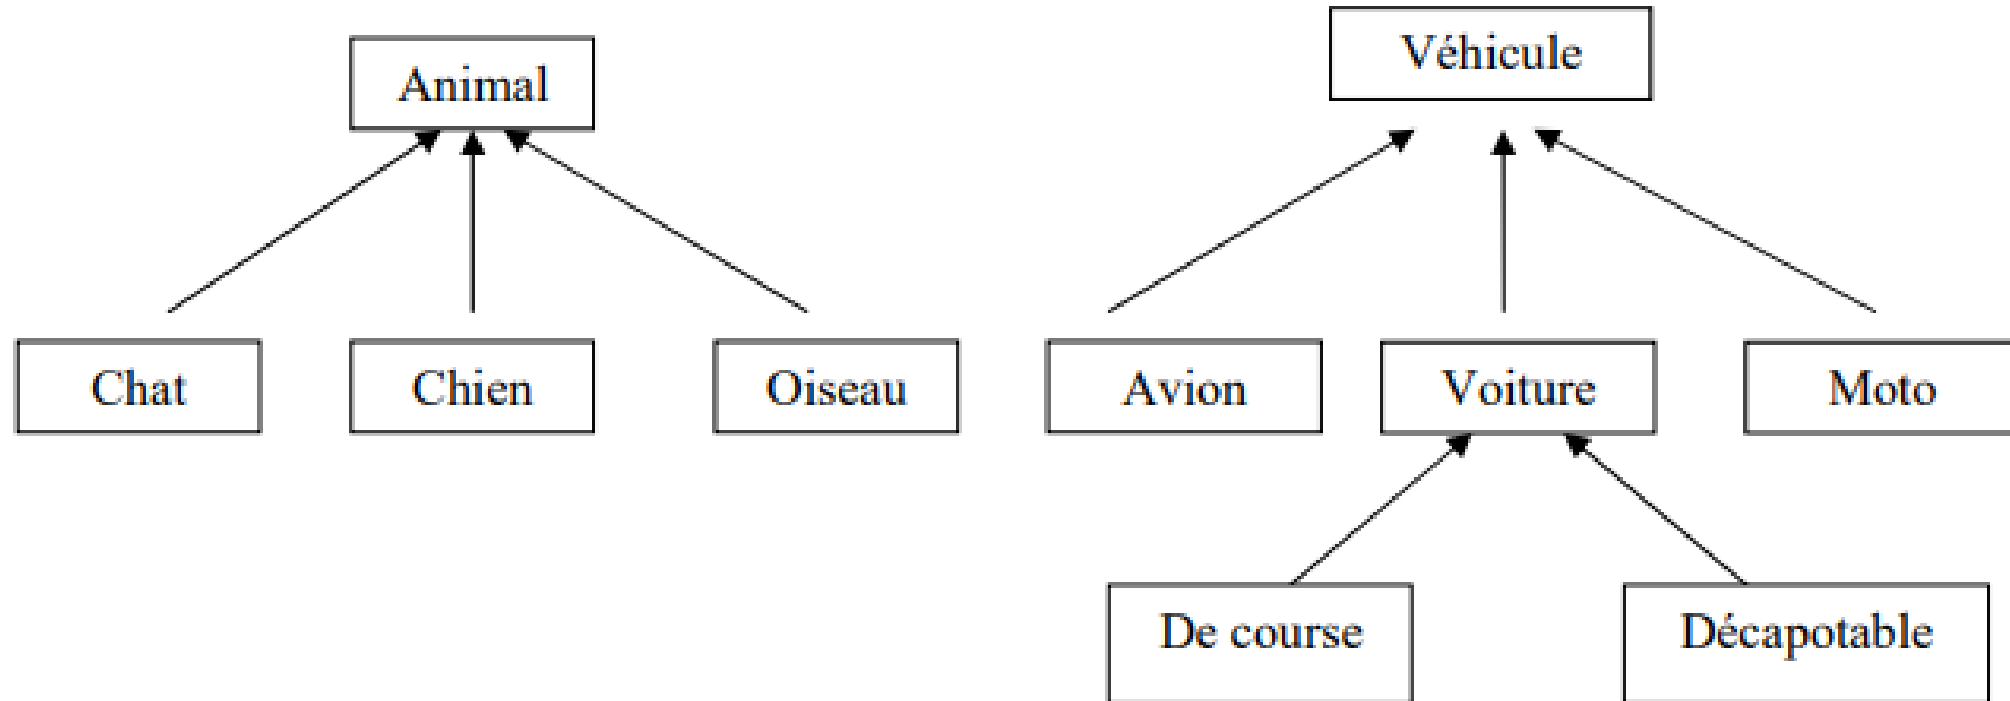 Animal
Véhicule
Chat
Chien
Oiseau
Avion
Voiture
Moto
De course
Décapotable